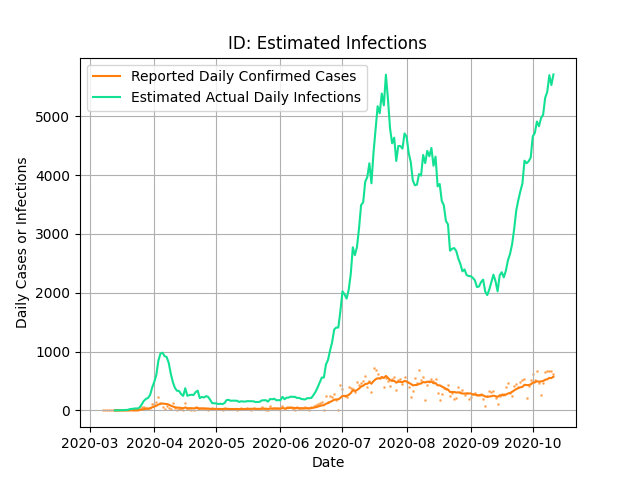 ID: Estimated Infections
Reported Daily Confirmed Cases
Estimated Actual Daily Infections
Daily Cases or Infections
5000
4000
3000
2000
1000
0
2020-03 2020-04 2020-05 2020-06 2020-07 2020-08 2020-09 2020-10
Date